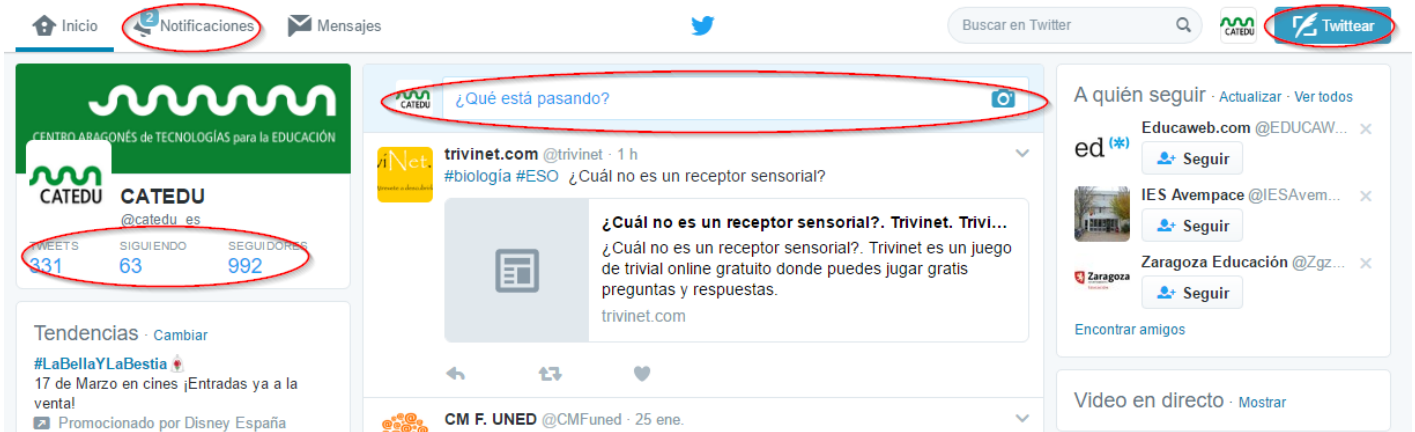 Inicio
2
Notificaciones
Mensajes
Buscar en Twitter
CATEDU
Twittear
CENTRO ARAGONÉS de TECNOLOGÍAS para la EDUCACIÓN
CATEDU
CATEDU
@catedu_es
TWEETS SIGUIENDO SEGUIDORES
331 63 992
Tendencias · Cambiar
#LaBellaYLaBestia
17 de Marzo en cines ¡Entradas ya a la
venta!
Promocionado por Disney España
CATEDU
¿Qué está pasando?
viNet.
trivinet.com @trivinet · 1 h
#biología #ESO ¿Cuál no es un receptor sensorial?
¿Cuál no es un receptor sensorial?. Trivinet. Trivi...
¿Cuál no es un receptor sensorial?. Trivinet es un juego
de trivial online gratuito donde puedes jugar gratis
preguntas y respuestas.
trivinet.com
CM F. UNED @CMFuned · 25 ene.
A quién seguir · Actualizar · Ver todos
ed(*)
Educaweb.com @EDUCAW...
Seguir
IES Avempace @IESAvem...
Seguir
Zaragoza
Zaragoza Educación @Zgz...
Seguir
Encontrar amigos
Video en directo · Mostrar